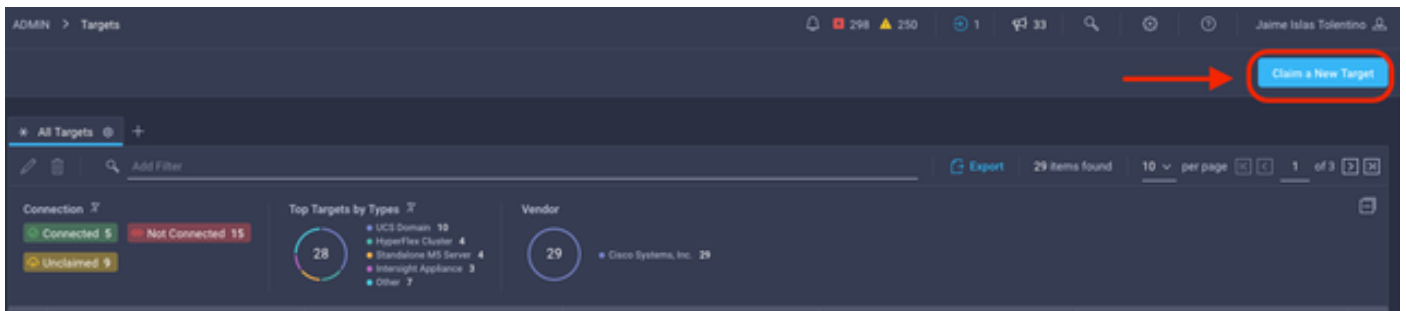 ADMIN > Targets
298 250 1 33 Jaime Islas Tolentino
Claim a New Target
All Targets +
Add Filter
Export 29 items found 10 per page 1 of 3
Connection
Connected 5 Not Connected 15
Unclaimed 9
Top Targets by Types
28
UCS Domain 10
HyperFlex Cluster 4
Standalone M5 Server 4
Intersight Appliance 3
Other 7
Vendor
29
Cisco Systems, Inc. 29